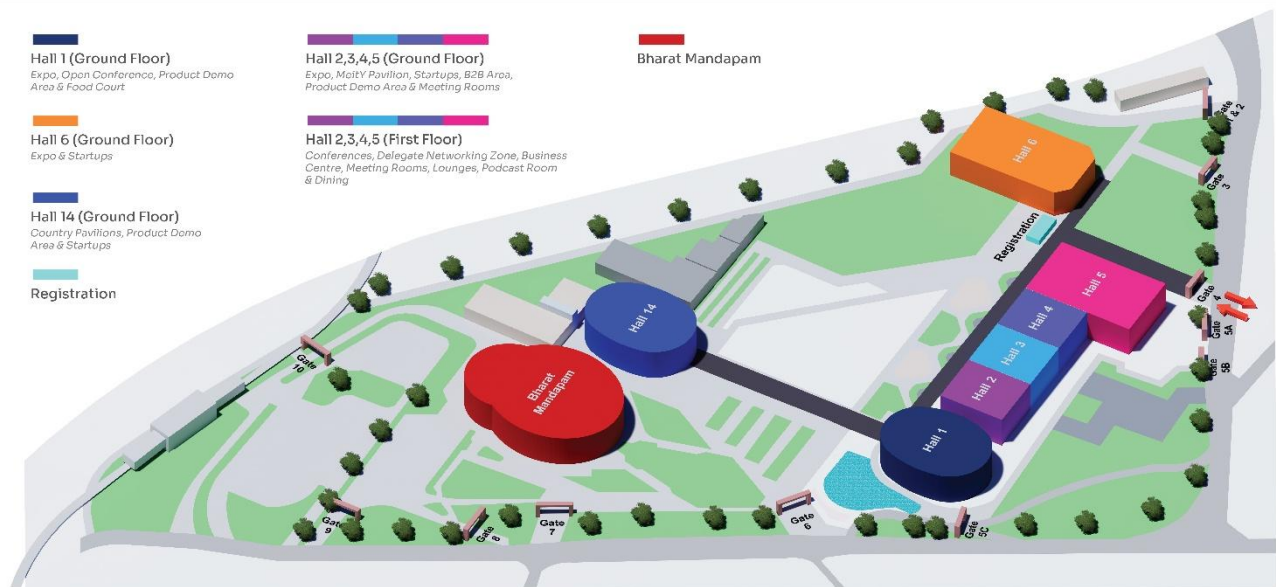 Hall 1 (Ground Floor)
Expo, Open Conference, Product Demo
Area & Food Court
Hall 6 (Ground Floor)
Expo & Startups
Hall 14 (Ground Floor)
Country Pavilions, Product Demo
Area & Startups
Registration
Hall 2,3,4,5 (Ground Floor)
Expo, MeitY Pavilion, Startups, B2B Area,
Product Demo Area & Meeting Rooms
Hall 2,3,4,5 (First Floor)
Conferences, Delegate Networking Zone, Business
Centre, Meeting Rooms, Lounges, Podcast Room
& Dining
Bharat Mandapam
Gate
1 & 2
Hall 6
Gate
3
Registration
Hall 5
Gate
4
Hall 4
Gate
5A
Hall 14
Hall 3
Gate
5B
Gate
10
Bharat
Mandapam
Hall 2
Hall 1
Gate
9
Gate
8
Gate
7
Gate
6
Gate
5C